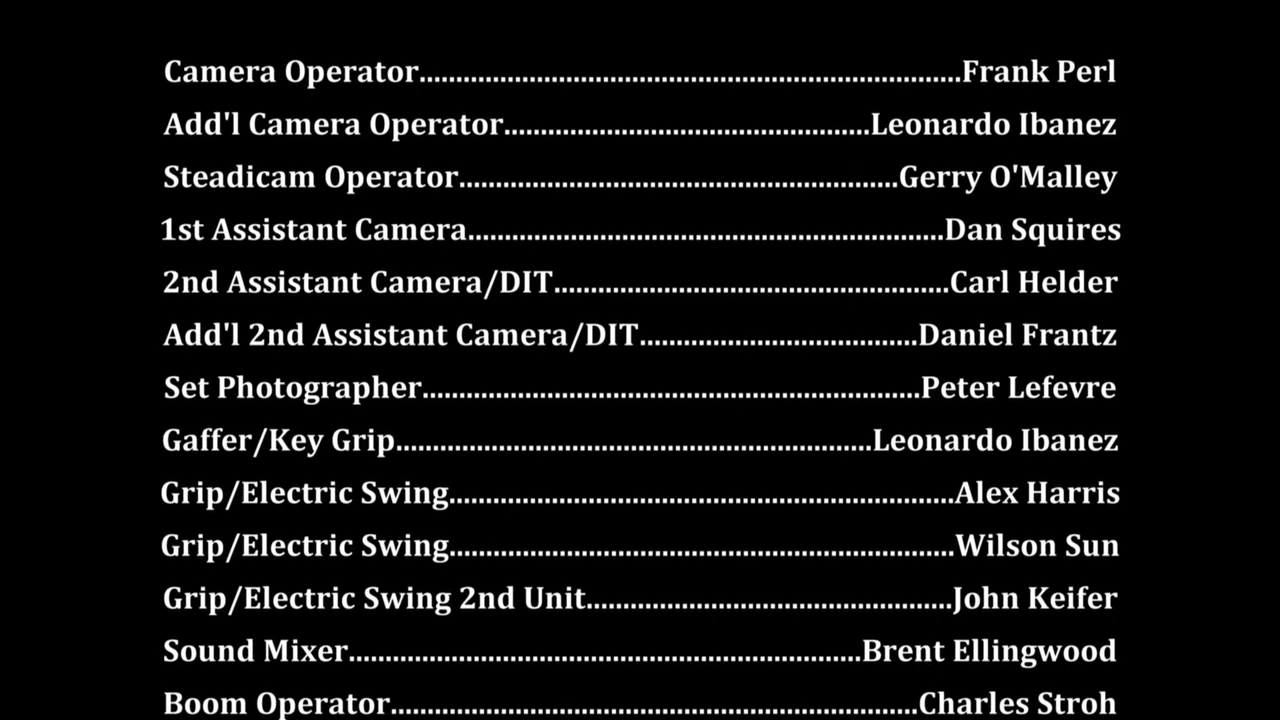 Camera Operator..........................................................................Frank Perl
Add'l Camera Operator..................................................Leonardo Ibanez
Steadicam Operator............................................................Gerry O'Malley
1st Assistant Camera.................................................................Dan Squires
2nd Assistant Camera/DIT......................................................Carl Helder
Add'l 2nd Assistant Camera/DIT......................................Daniel Frantz
Set Photographer....................................................................Peter Lefevre
Gaffer/Key Grip.................................................................Leonardo Ibanez
Grip/Electric Swing.....................................................................Alex Harris
Grip/Electric Swing.....................................................................Wilson Sun
Grip/Electric Swing 2nd Unit..................................................John Keifer
Sound Mixer......................................................................Brent Ellingwood
Boom Operator........................................................................Charles Stroh